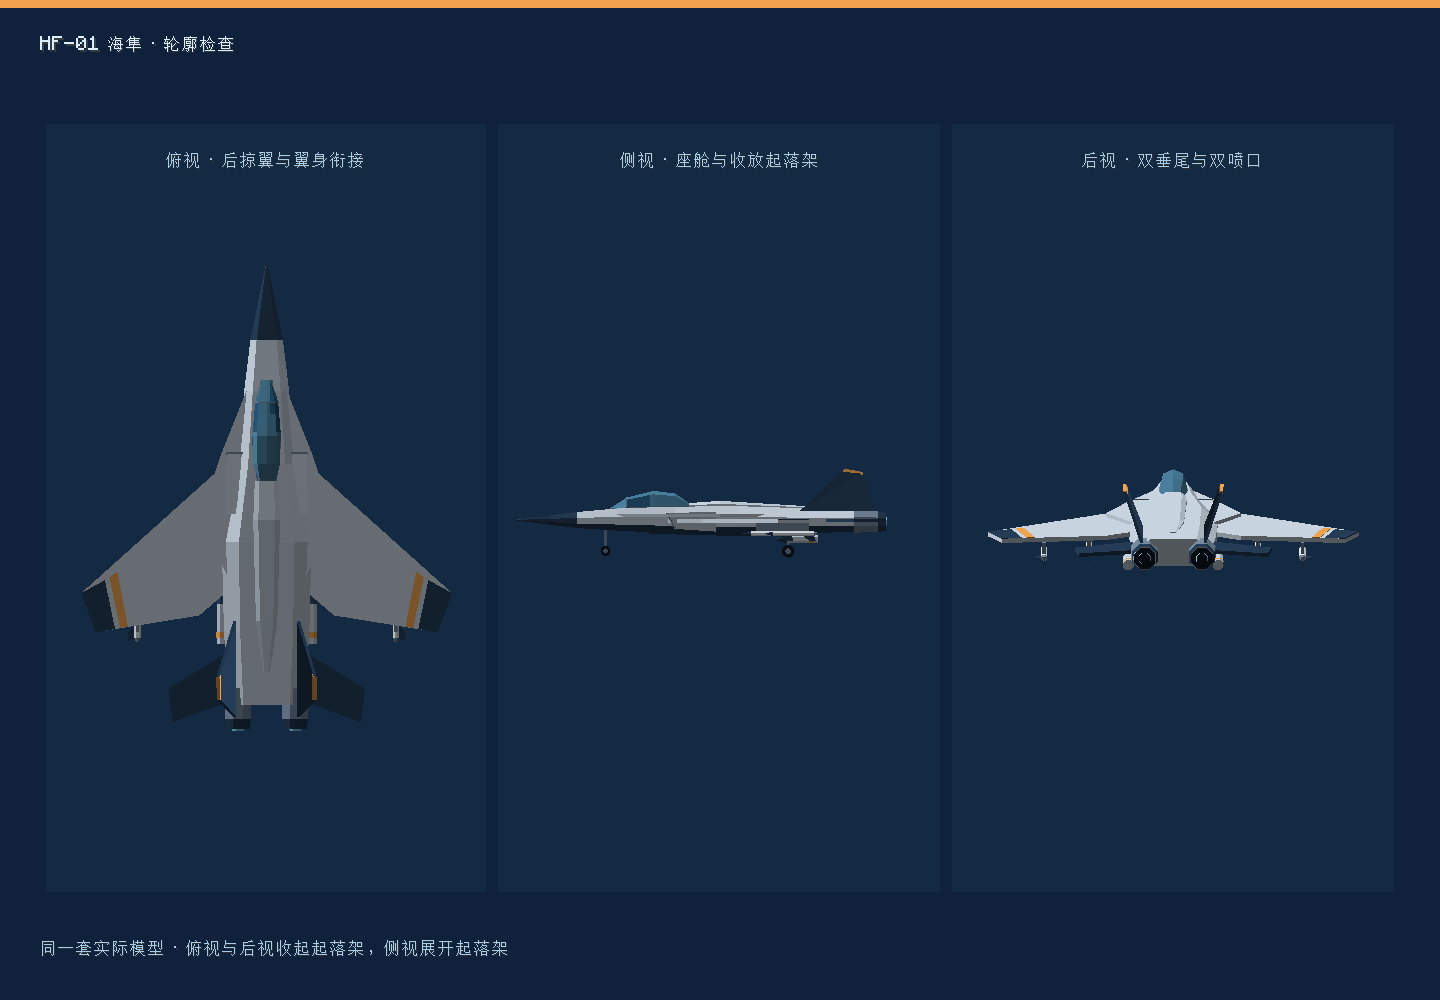 HF-01 海隼 · 轮廓检查
俯视 · 后掠翼与翼身衔接
侧视 · 座舱与收放起落架
后视 · 双垂尾与双喷口
同一套实际模型 · 俯视与后视收起起落架，侧视展开起落架